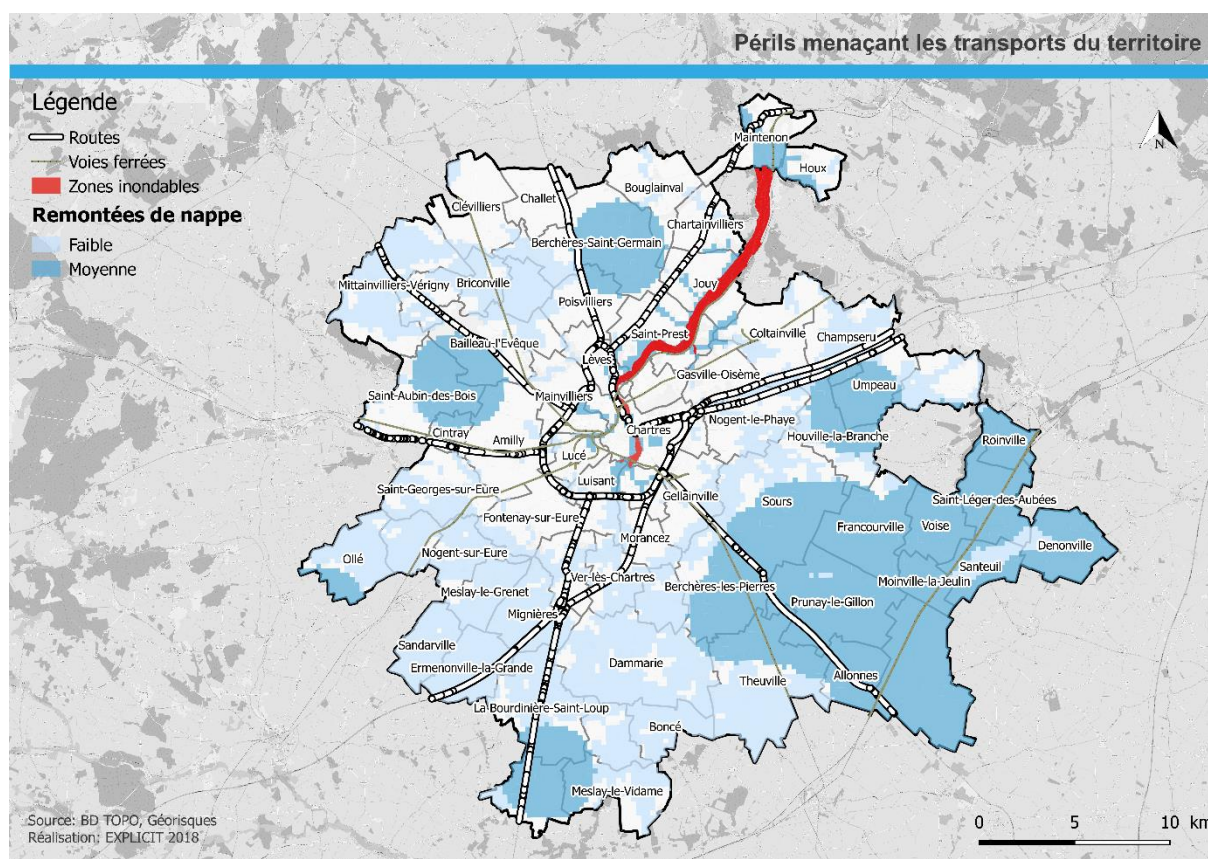 Périls menaçant les transports du territoire
Légende
Routes
Voies ferrées
Zones inondables
Remontées de nappe
Faible
Moyenne
N
Maintenon
Houx
Bouglainval
Challet
Clévilliers
Chartainvilliers
Berchères-Saint-Germain
Mittainvilliers-Vérigny
Briconville
Jouy
Poisvilliers
Saint-Prest
Coltainville
Champseru
Bailleau-l'Evêque
Lèves
Gasville-Oisème
Umpeau
Saint-Aubin-des-Bois
Mainvilliers
Nogent-le-Phaye
Chartres
Cintray
Amilly
Houville-la-Branche
Roinville
Lucé
Luisant
Saint-Georges-sur-Eure
Gellainville
Sours
Saint-Léger-des-Aubées
Fontenay-sur-Eure
Francourville
Voise
Morancez
Denonville
Ollé
Nogent-sur-Eure
Santeuil
Ver-lès-Chartres
Berchères-les-Pierres
Moinville-la-Jeulin
Meslay-le-Grenet
Prunay-le-Gillon
Mignières
Sandarville
Ermenonville-la-Grande
Dammarie
Theuville
Allonnes
La Bourdinière-Saint-Loup
Boncé
Meslay-le-Vidame
Source: BD TOPO, Géorisques
Réalisation: EXPLICIT 2018
0 5 10 km